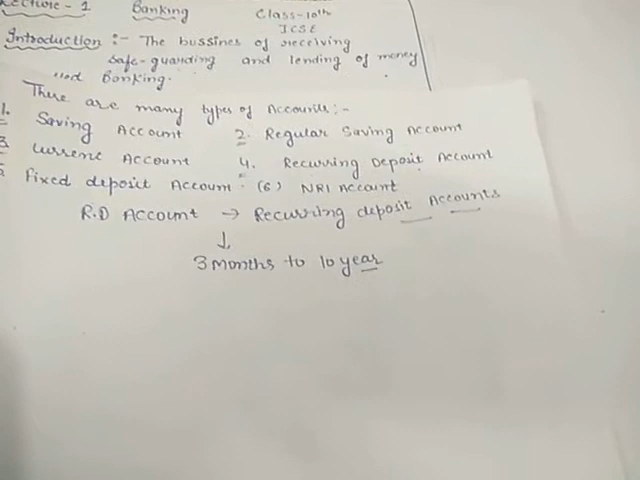 Lecture - 1 Banking Class-10th
ICSE
Introduction :- The bussines of receiving
safe-guarding and lending of money
Banking.
There are many types of Accounts:-
1. Saving Account 2. Regular Saving Account
3. Current Account 4. Recurring Deposit Account
Fixed deposit Account. (6) NRI Account
R.D Account → Recurring deposit Accounts
↓
3 Months to 10 year